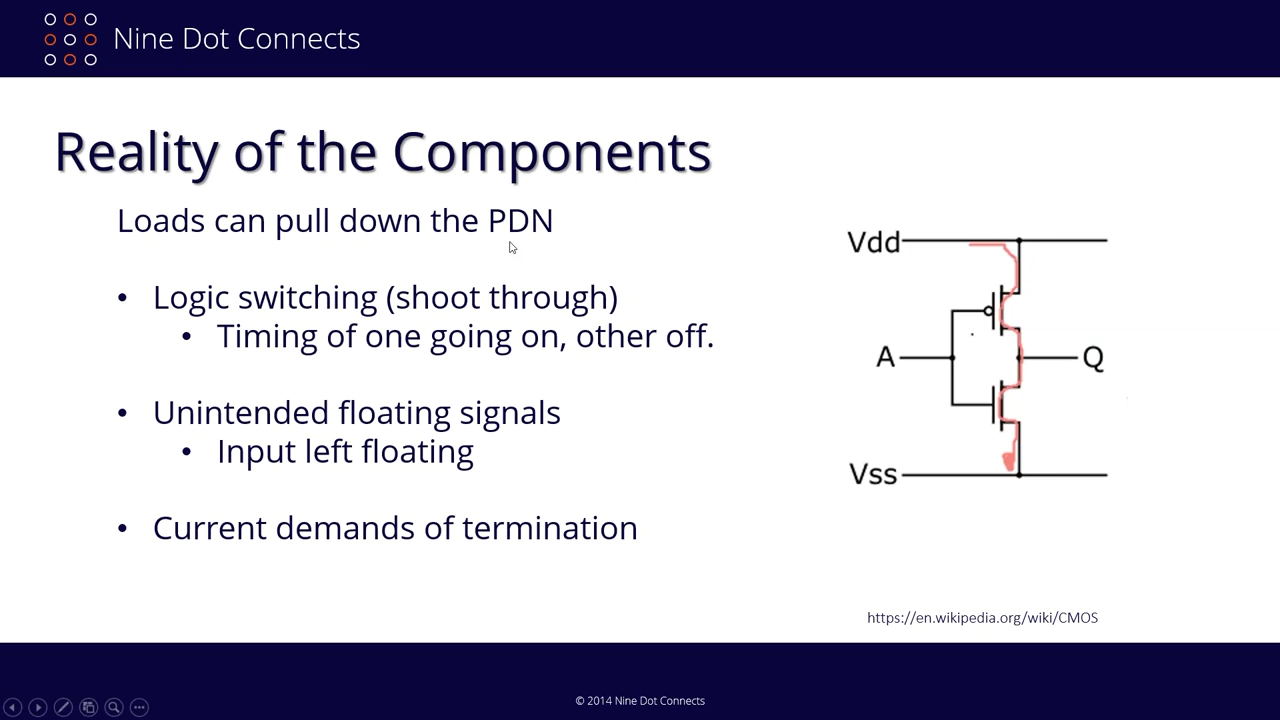 Nine Dot Connects
Reality of the Components
Loads can pull down the PDN
• Logic switching (shoot through)
• Timing of one going on, other off.
• Unintended floating signals
• Input left floating
• Current demands of termination
Vdd
A
Q
Vss
https://en.wikipedia.org/wiki/CMOS
© 2014 Nine Dot Connects